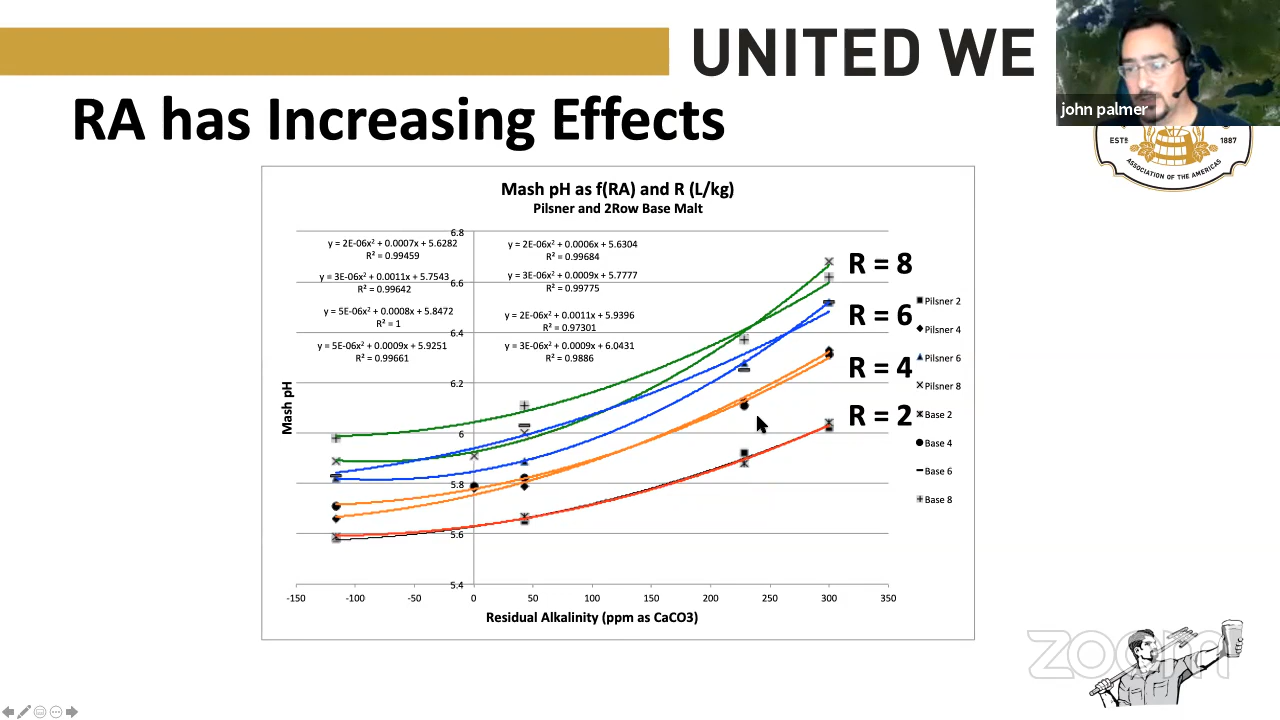 UNITED WE
john palmer
RA has Increasing Effects
ESTᴰ
1887
ASSOCIATION OF THE AMERICAS
Mash pH as f(RA) and R (L/kg)
Pilsner and 2Row Base Malt
y = 2E-06x² + 0.0007x + 5.6282
R² = 0.99459
y = 3E-06x² + 0.0011x + 5.7543
R² = 0.99642
y = 5E-06x² + 0.0008x + 5.8472
R² = 1
y = 5E-06x² + 0.0009x + 5.9251
R² = 0.99661
y = 2E-06x² + 0.0006x + 5.6304
R² = 0.99684
y = 3E-06x² + 0.0009x + 5.7777
R² = 0.99775
y = 2E-06x² + 0.0011x + 5.9396
R² = 0.97301
y = 3E-06x² + 0.0009x + 6.0431
R² = 0.9886
6.8
6.6
6.4
6.2
6
5.8
5.6
5.4
Mash pH
R = 8
R = 6
R = 4
R = 2
Pilsner 2
Pilsner 4
Pilsner 6
Pilsner 8
Base 2
Base 4
Base 6
Base 8
-150 -100 -50 0 50 100 150 200 250 300 350
Residual Alkalinity (ppm as CaCO3)
zoom